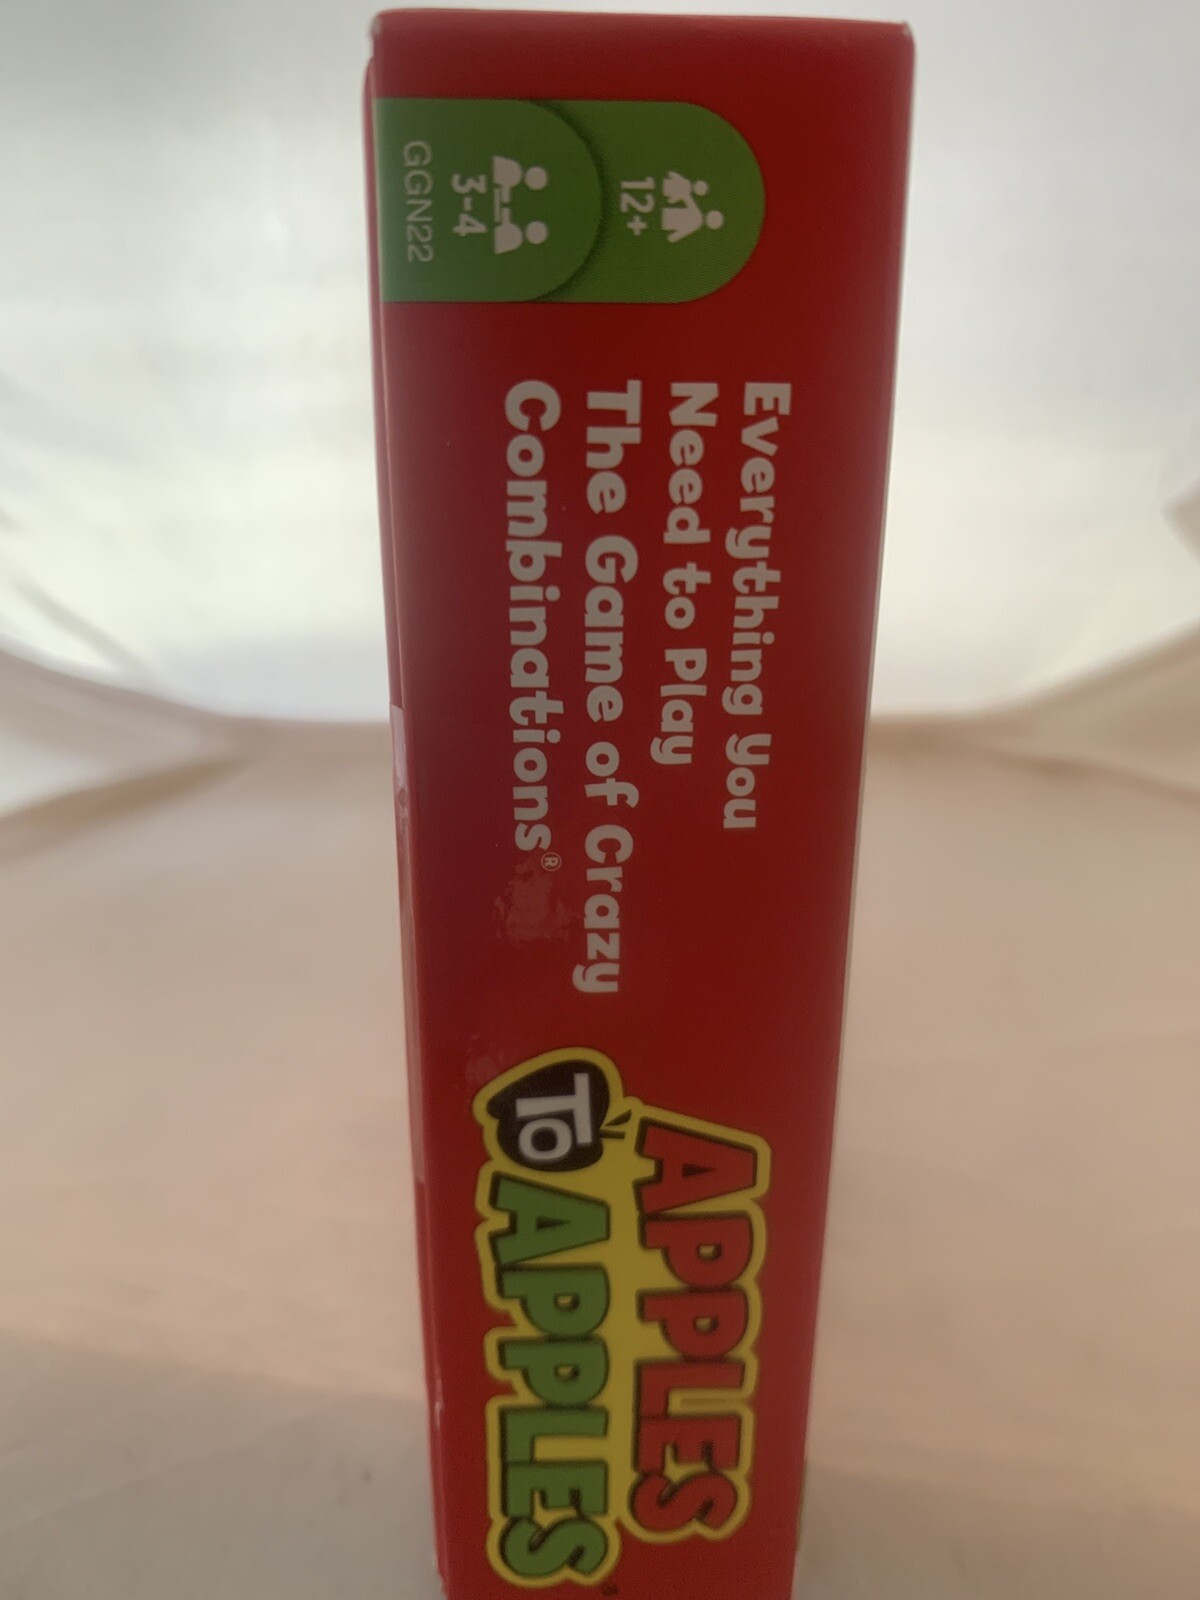 12+
3-4
GGN22
Everything You
Need to Play
The Game of Crazy
Combinations®
APPLES
TO APPLES